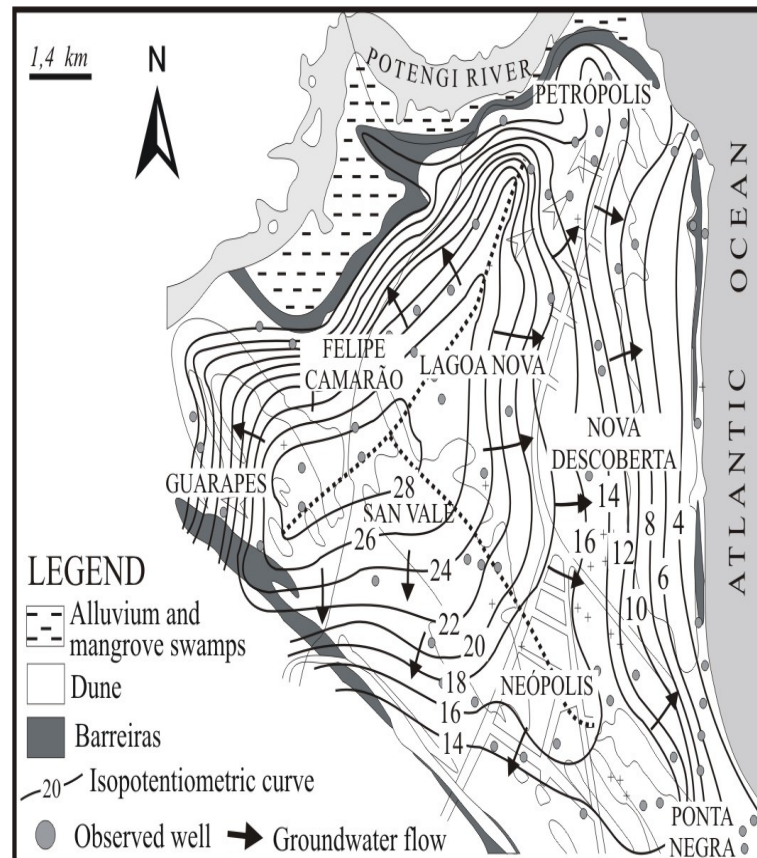 1,4 km
N
POTENGI RIVER
PETRÓPOLIS
ATLANTIC OCEAN
FELIPE
CAMARÃO
LAGOA NOVA
NOVA
DESCOBERTA
GUARAPES
SAN VALE
28
26
24
22
20
18
16
14
16
14
12
10
8
6
4
NEÓPOLIS
PONTA
NEGRA
LEGEND
Alluvium and
mangrove swamps
Dune
Barreiras
20 Isopotentiometric curve
Observed well
Groundwater flow